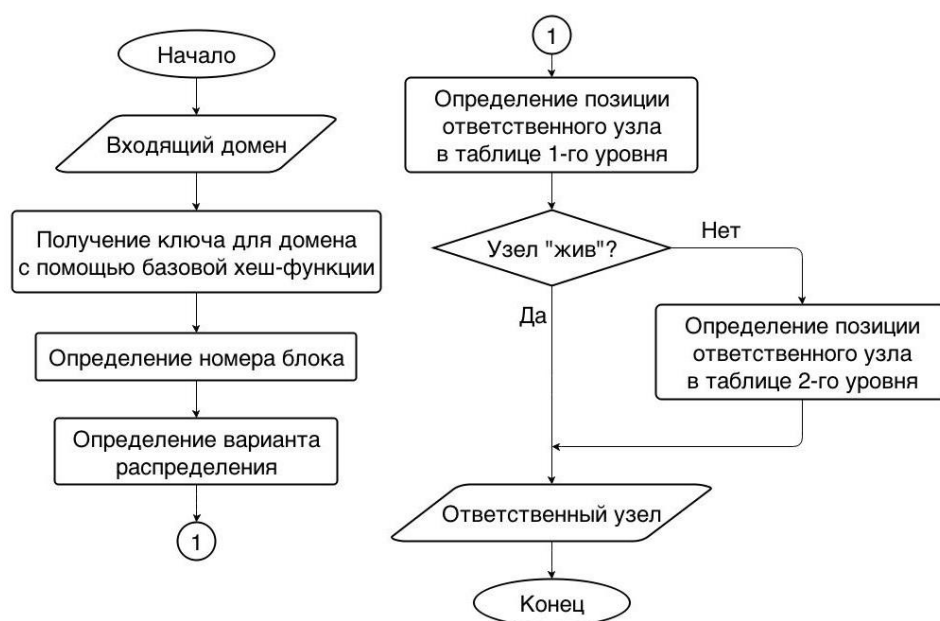 Начало
Входящий домен
Получение ключа для домена
с помощью базовой хеш-функции
Определение номера блока
Определение варианта
распределения
1
1
Определение позиции
ответственного узла
в таблице 1-го уровня
Узел "жив"?
Нет
Да
Определение позиции
ответственного узла
в таблице 2-го уровня
Ответственный узел
Конец